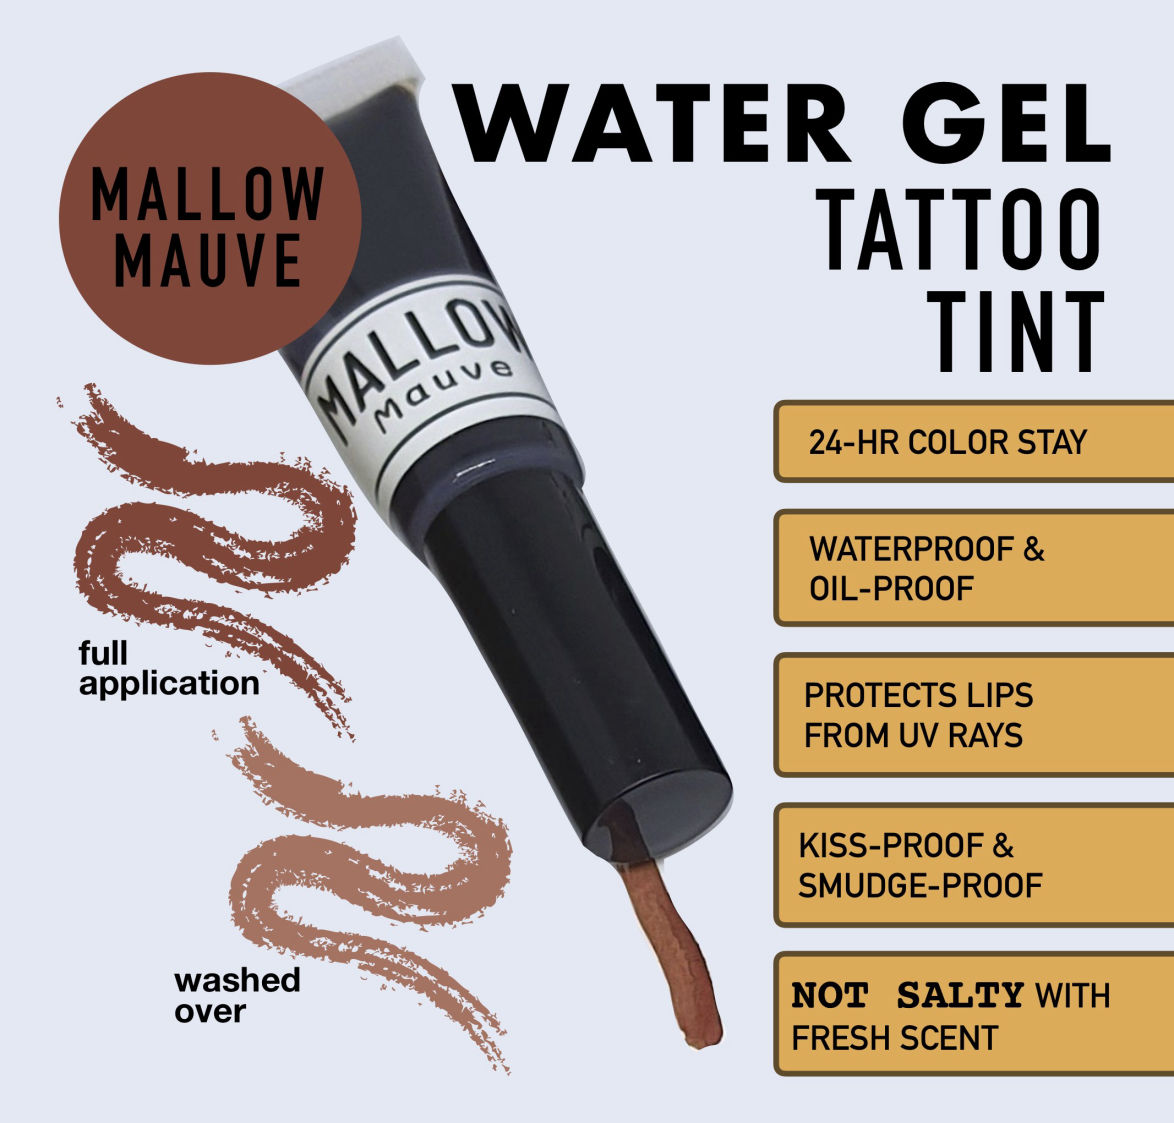 WATER GEL
TATTOO
TINT
MALLOW
MAUVE
MALLOW
Mauve
24-HR COLOR STAY
WATERPROOF &
OIL-PROOF
PROTECTS LIPS
FROM UV RAYS
KISS-PROOF &
SMUDGE-PROOF
NOT SALTY WITH
FRESH SCENT
full
application
washed
over